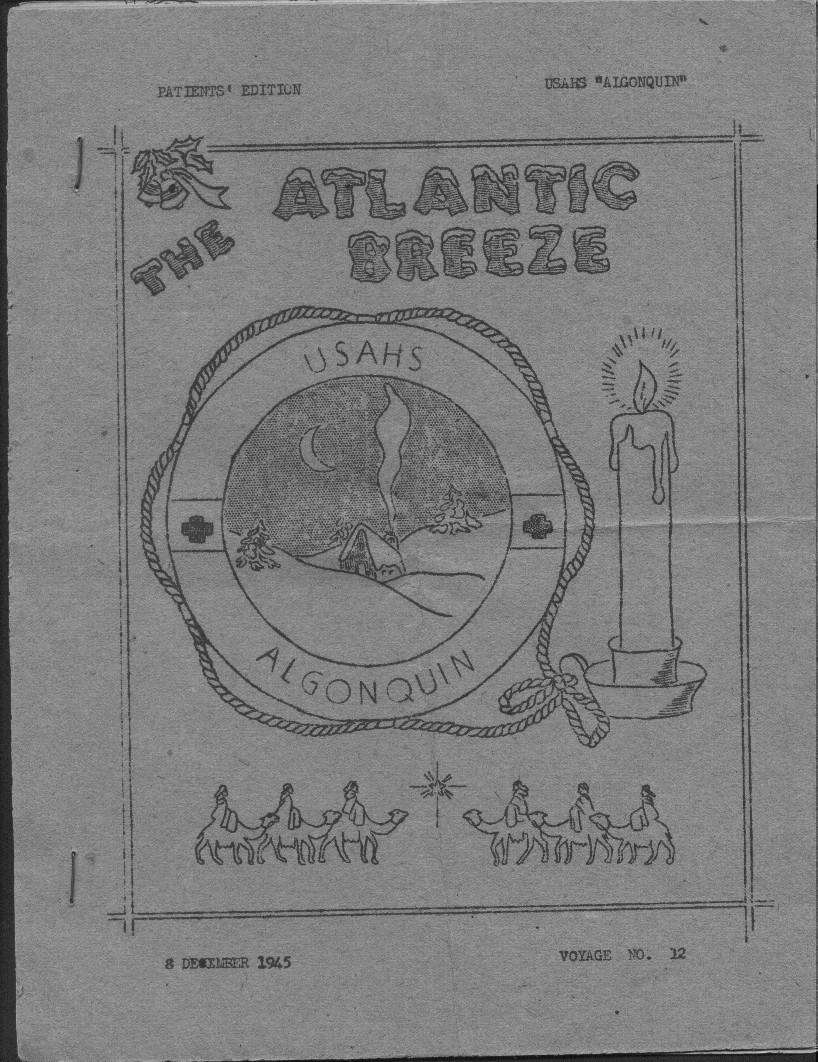 PATIENTS' EDITION
USAHS "ALGONQUIN"
THE
ATLANTIC
BREEZE
USAHS
ALGONQUIN
8 DECEMBER 1945
VOYAGE NO. 12